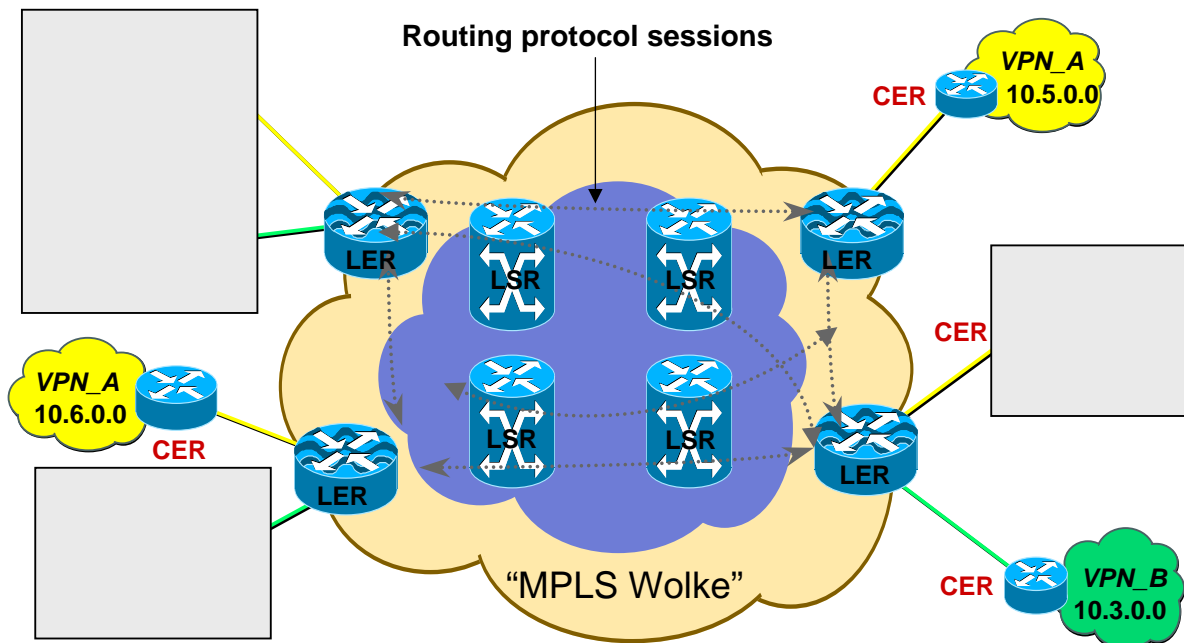 Routing protocol sessions
VPN_A
10.5.0.0
CER
LER
LSR
LSR
LER
CER
VPN_A
10.6.0.0
CER
LER
LSR
LSR
LER
"MPLS Wolke"
CER
VPN_B
10.3.0.0